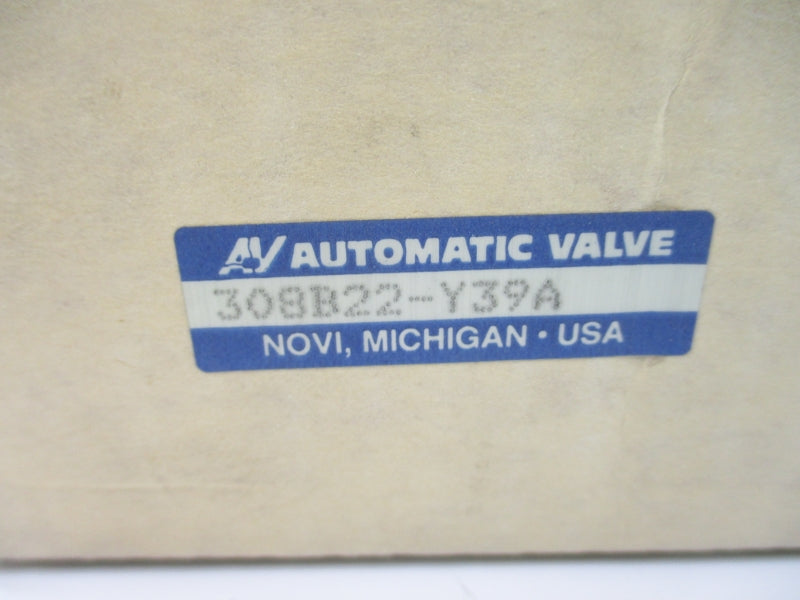 AV AUTOMATIC VALVE
308B22-Y39A
NOVI, MICHIGAN • USA